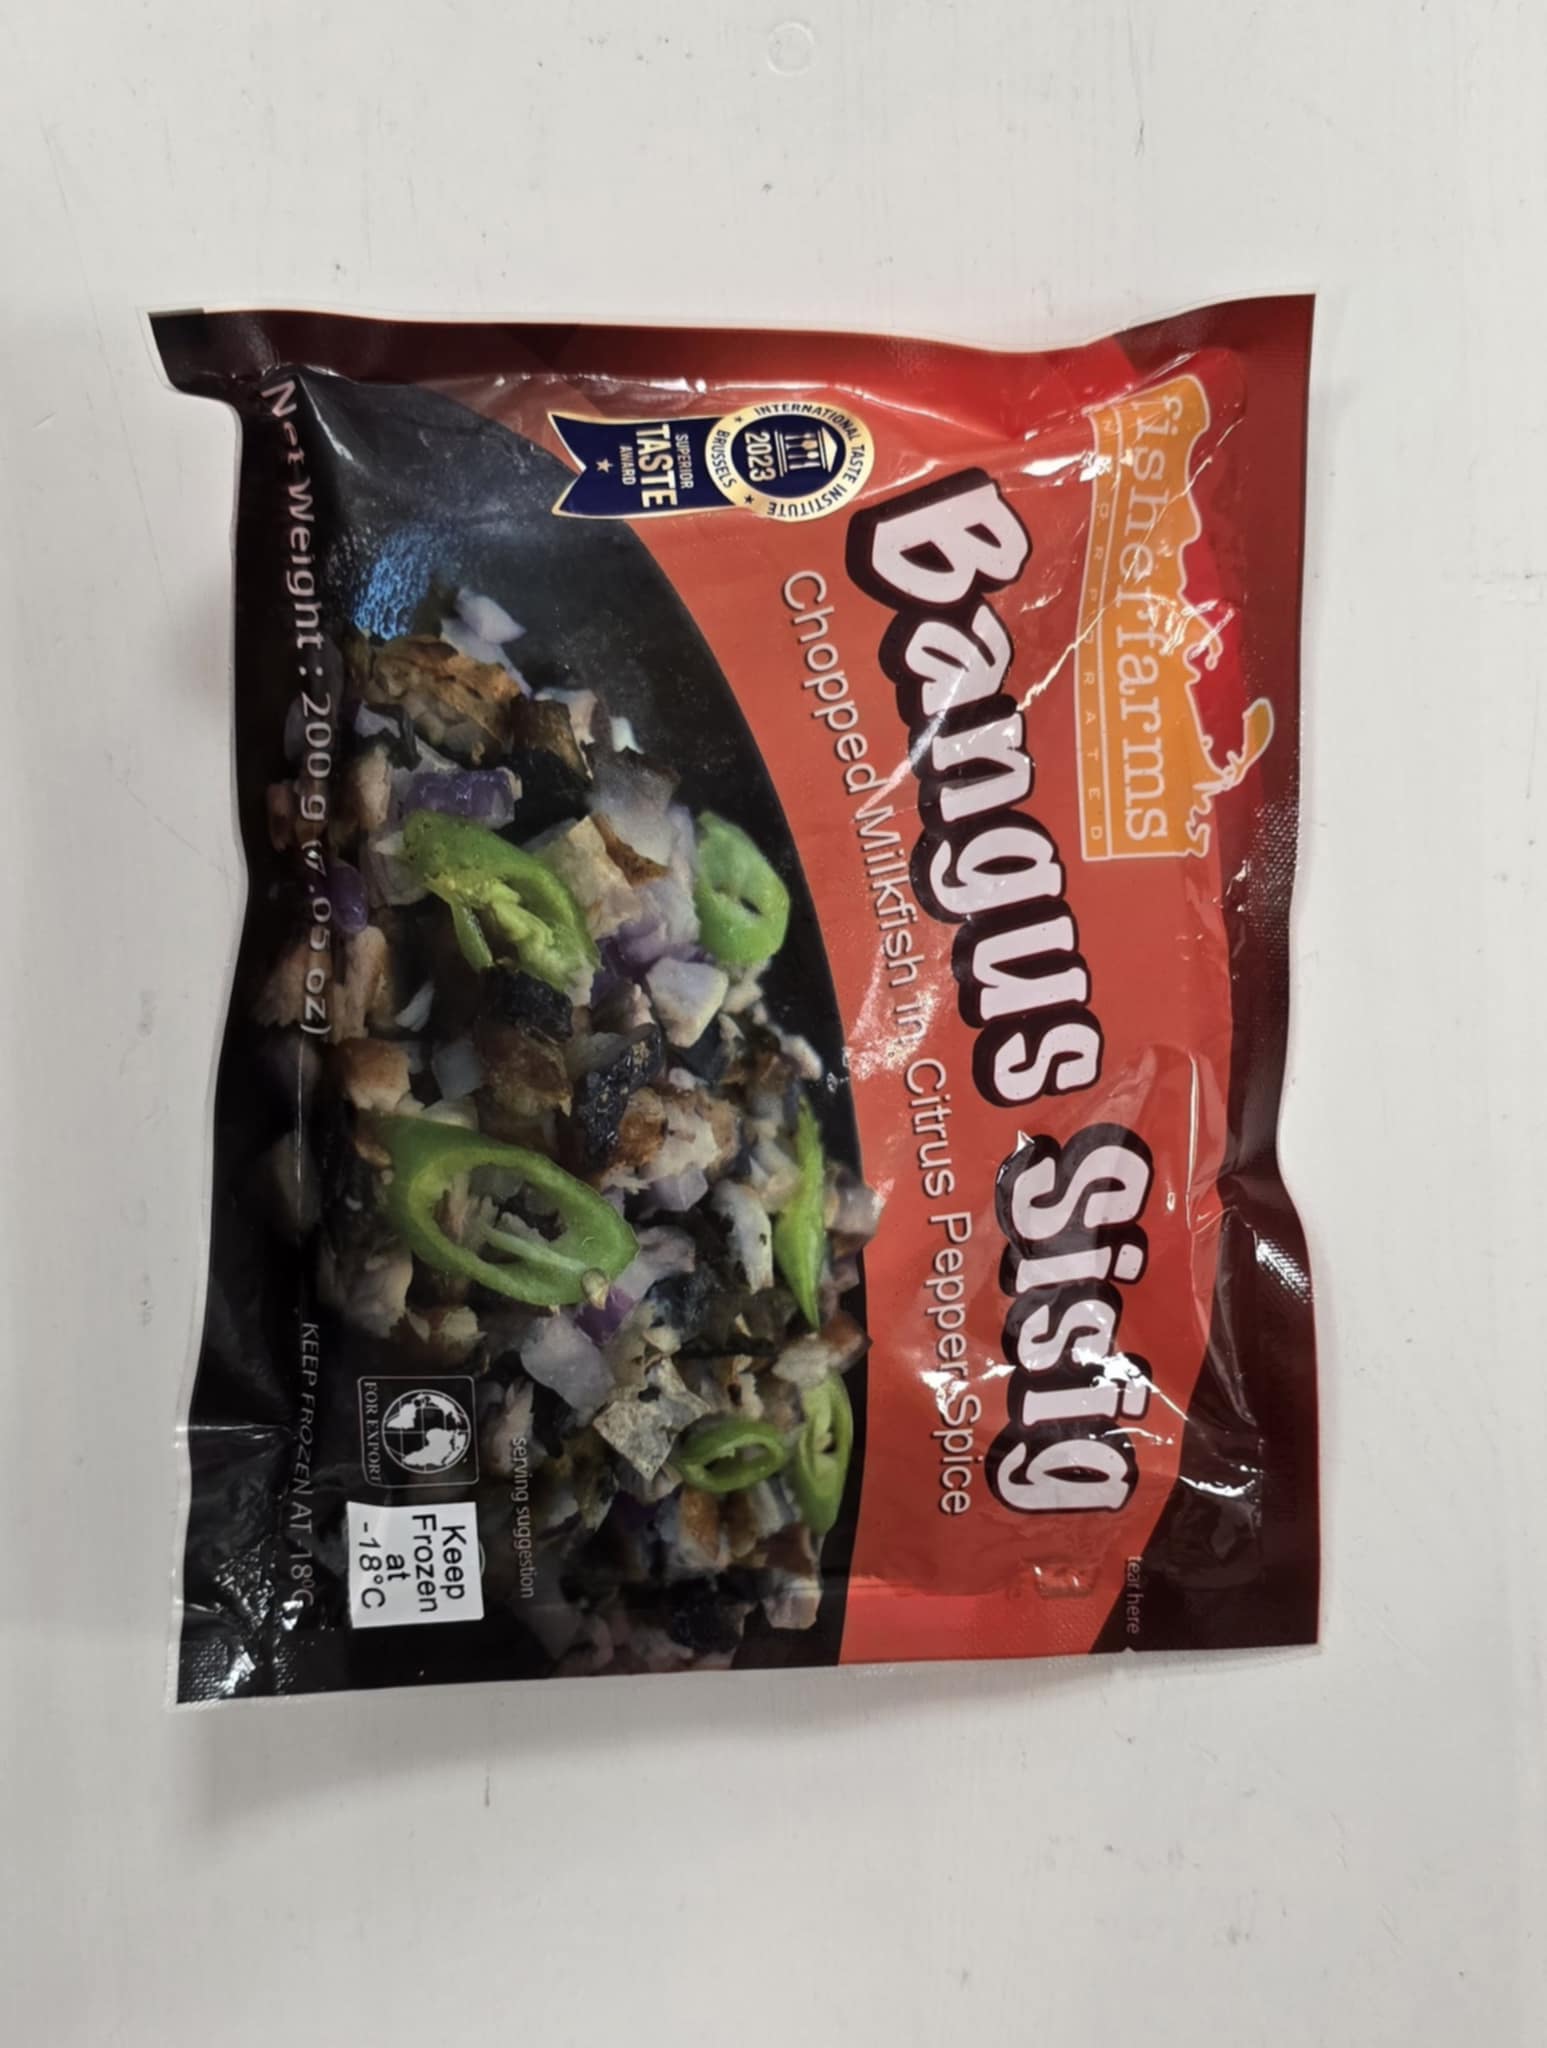 fisherfarms
INCORPORATED
tear here
Bangus Sisig
Chopped Milkfish in Citrus Pepper Spice
INTERNATIONAL TASTE INSTITUTE
2023
BRUSSELS
SUPERIOR
TASTE
AWARD
serving suggestion
FOR EXPORT
Keep
Frozen
at
-18°C
Net weight : 200 g (7.05 oz)
KEEP FROZEN AT -18°C